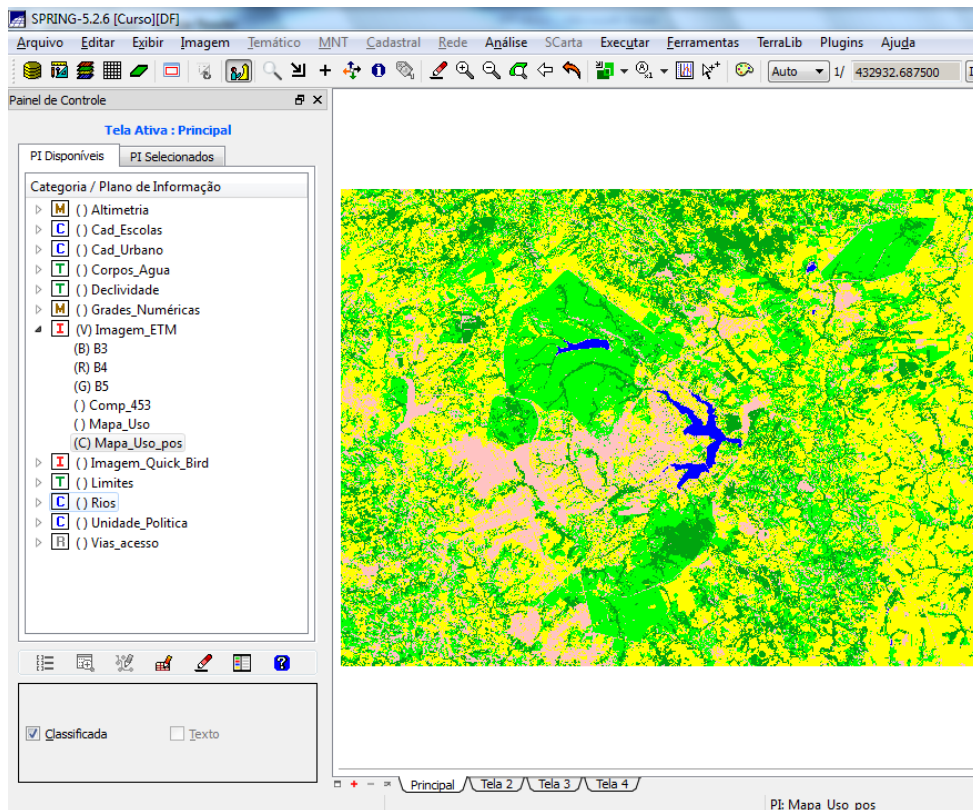 SPRING-5.2.6 [Curso][DF]
Arquivo Editar Exibir Imagem Temático MNT Cadastral Rede Análise SCarta Executar Ferramentas TerraLib Plugins Ajuda
Auto 1/ 432932.687500
Painel de Controle
Tela Ativa : Principal
PI Disponíveis PI Selecionados
Categoria / Plano de Informação
M () Altimetria
C () Cad_Escolas
C () Cad_Urbano
T () Corpos_Agua
T () Declividade
M () Grades_Numéricas
I (V) Imagem_ETM
(B) B3
(R) B4
(G) B5
() Comp_453
() Mapa_Uso
(C) Mapa_Uso_pos
I () Imagem_Quick_Bird
T () Limites
C () Rios
C () Unidade_Politica
R () Vias_acesso
Classificada Texto
Principal Tela 2 Tela 3 Tela 4
PI: Mapa_Uso_pos